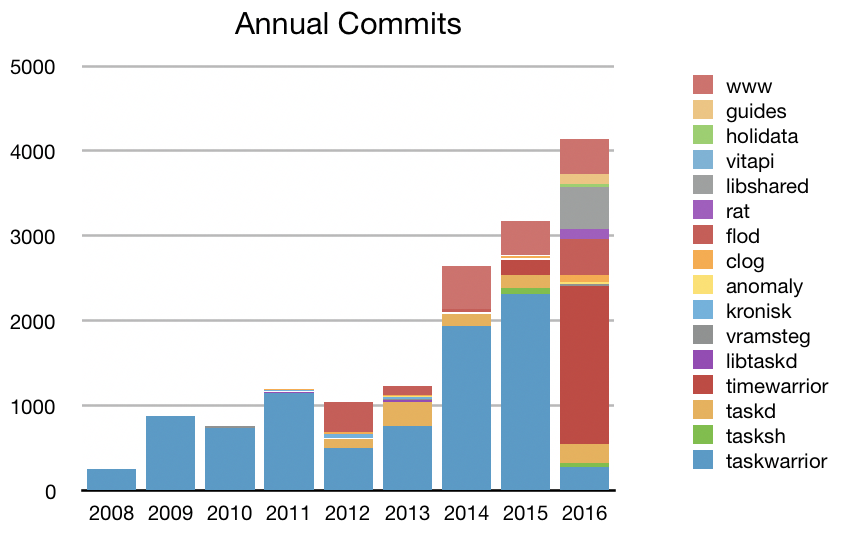 Annual Commits
5000
4000
3000
2000
1000
0
2008 2009 2010 2011 2012 2013 2014 2015 2016
www
guides
holidata
vitapi
libshared
rat
flod
clog
anomaly
kronisk
vramsteg
libtaskd
timewarrior
taskd
tasksh
taskwarrior